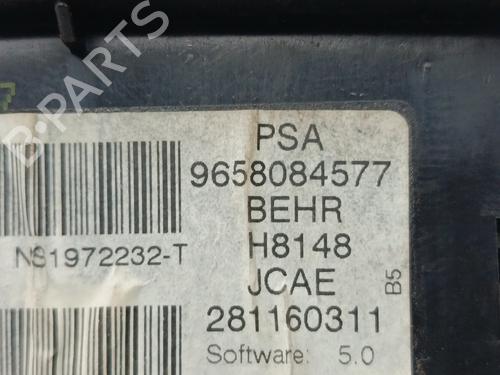 PSA
9658084577
BEHR
NS1972232-T
H8148
JCAE
B5
281160311
Software: 5.0
B-PARTS